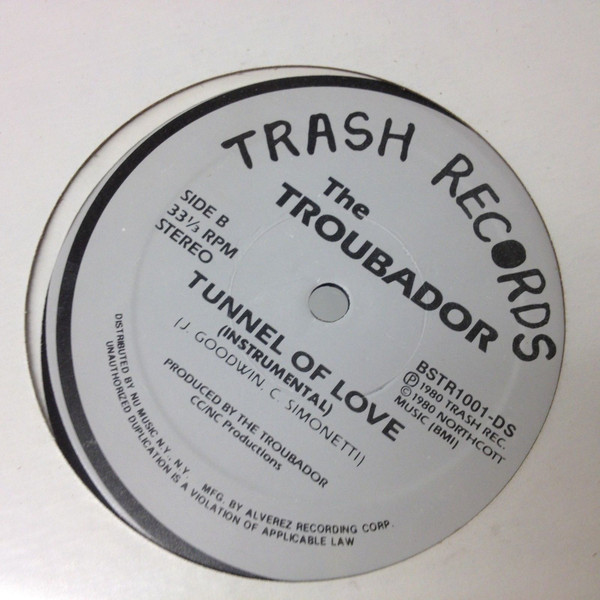 TRASH RECORDS
The
TROUBADOR
SIDE B
33⅓ RPM
STEREO
TUNNEL OF LOVE
(INSTRUMENTAL)
(J. GOODWIN, C. SIMONETTI)
PRODUCED BY THE TROUBADOR
CC/NC Productions
BSTR1001-DS
Ⓟ 1980 TRASH REC.
© 1980 NORTHCOTT
MUSIC (BMI)
DISTRIBUTED BY NU MUSIC N.Y., N.Y. MFG. BY ALVEREZ RECORDING CORP.
UNAUTHORIZED DUPLICATION IS A VIOLATION OF APPLICABLE LAW